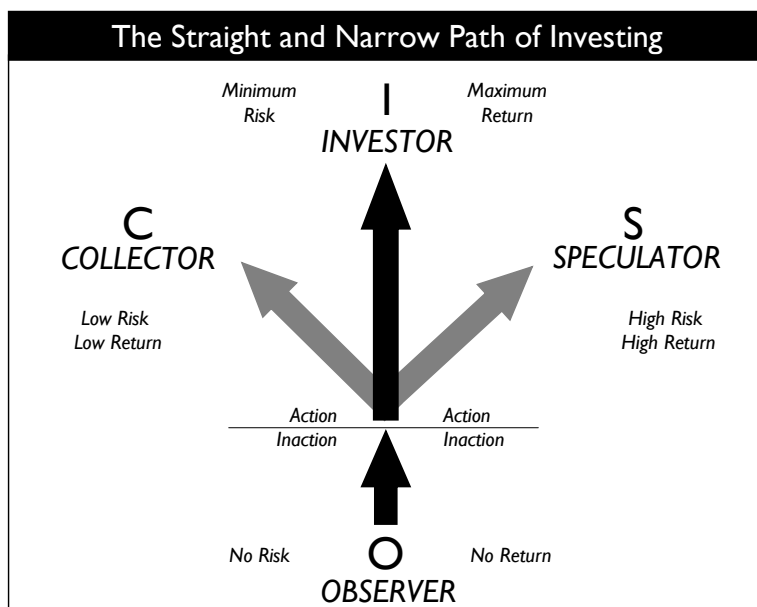 The Straight and Narrow Path of Investing
Minimum
Risk
I
Maximum
Return
INVESTOR
C
COLLECTOR
S
SPECULATOR
Low Risk
Low Return
High Risk
High Return
Action
Action
Inaction
Inaction
No Risk
O
No Return
OBSERVER